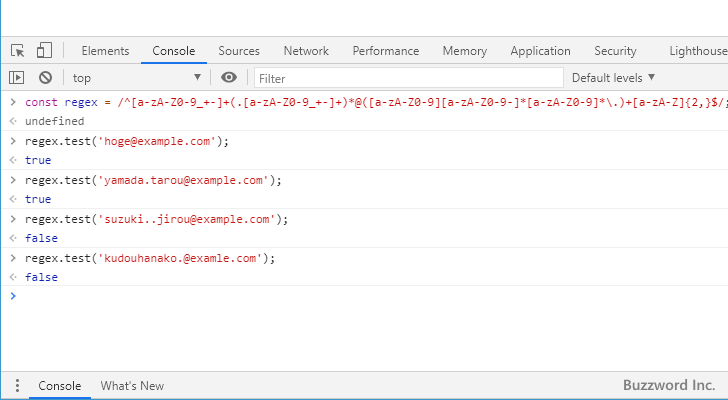 Elements Console Sources Network Performance Memory Application Security Lighthouse
top Filter Default levels
const regex = /^[a-zA-Z0-9_+-]+(.[a-zA-Z0-9_+-]+)*@([a-zA-Z0-9][a-zA-Z0-9-]*[a-zA-Z0-9]*\.)+[a-zA-Z]{2,}$/;
undefined
regex.test('hoge@example.com');
true
regex.test('yamada.tarou@example.com');
true
regex.test('suzuki..jirou@example.com');
false
regex.test('kudouhanako.@examle.com');
false
Console What's New
Buzzword Inc.